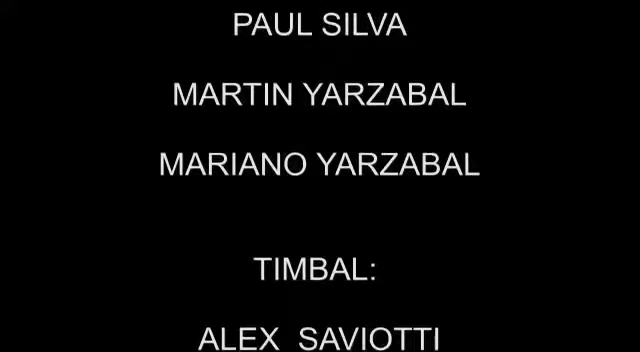 PAUL SILVA
MARTIN YARZABAL
MARIANO YARZABAL
TIMBAL:
ALEX SAVIOTTI